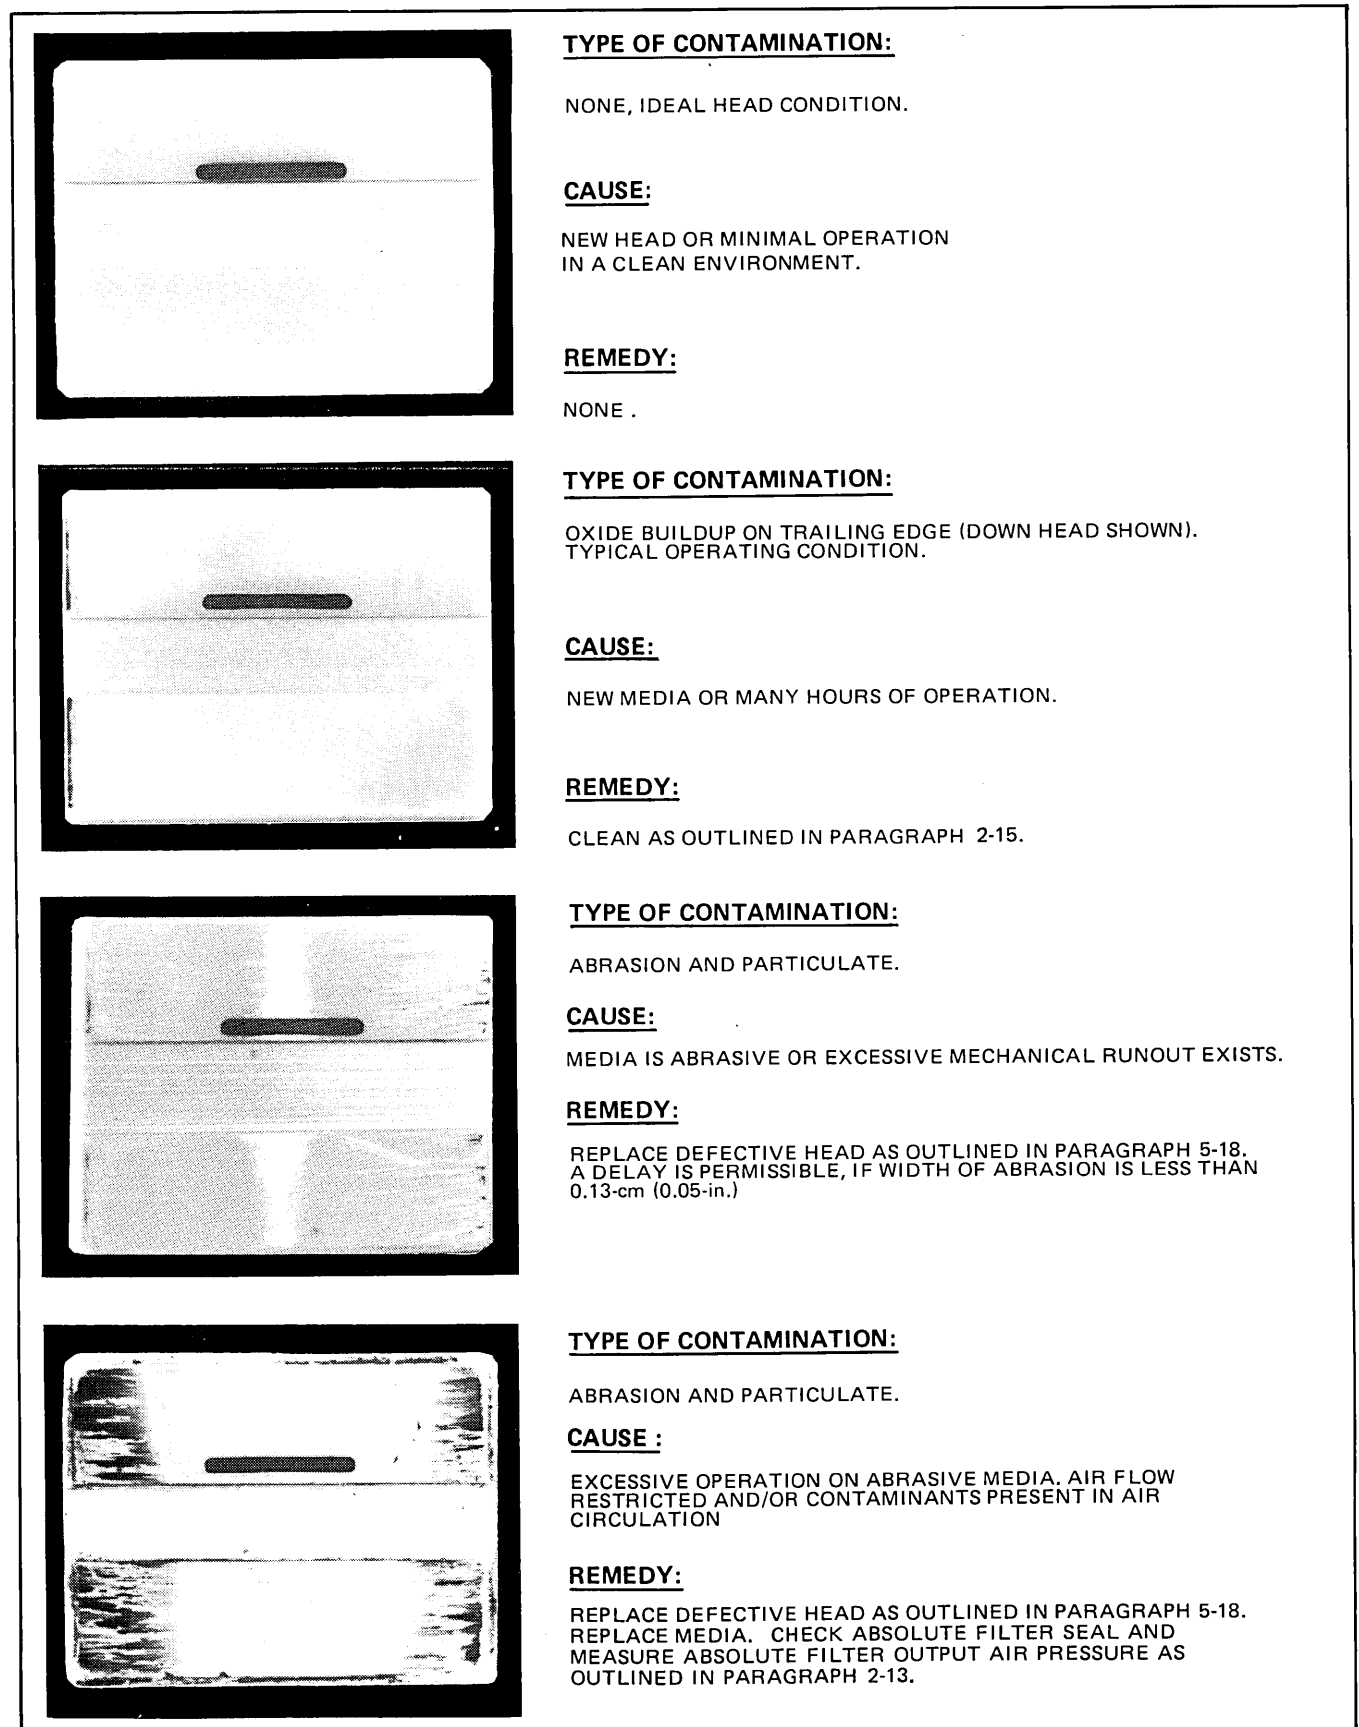 TYPE OF CONTAMINATION:
NONE, IDEAL HEAD CONDITION.
CAUSE:
NEW HEAD OR MINIMAL OPERATION
IN A CLEAN ENVIRONMENT.
REMEDY:
NONE .
TYPE OF CONTAMINATION:
OXIDE BUILDUP ON TRAILING EDGE (DOWN HEAD SHOWN).
TYPICAL OPERATING CONDITION.
CAUSE:
NEW MEDIA OR MANY HOURS OF OPERATION.
REMEDY:
CLEAN AS OUTLINED IN PARAGRAPH 2-15.
TYPE OF CONTAMINATION:
ABRASION AND PARTICULATE.
CAUSE:
MEDIA IS ABRASIVE OR EXCESSIVE MECHANICAL RUNOUT EXISTS.
REMEDY:
REPLACE DEFECTIVE HEAD AS OUTLINED IN PARAGRAPH 5-18.
A DELAY IS PERMISSIBLE, IF WIDTH OF ABRASION IS LESS THAN
0.13-cm (0.05-in.)
TYPE OF CONTAMINATION:
ABRASION AND PARTICULATE.
CAUSE :
EXCESSIVE OPERATION ON ABRASIVE MEDIA. AIR FLOW
RESTRICTED AND/OR CONTAMINANTS PRESENT IN AIR
CIRCULATION
REMEDY:
REPLACE DEFECTIVE HEAD AS OUTLINED IN PARAGRAPH 5-18.
REPLACE MEDIA. CHECK ABSOLUTE FILTER SEAL AND
MEASURE ABSOLUTE FILTER OUTPUT AIR PRESSURE AS
OUTLINED IN PARAGRAPH 2-13.